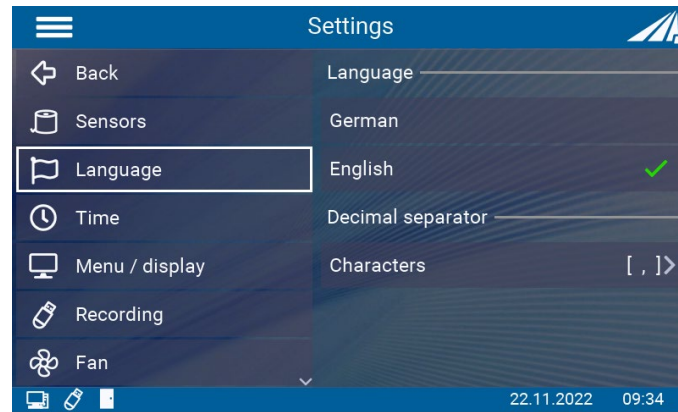 Settings
Back
Sensors
Language
Time
Menu / display
Recording
Fan
Language
German
English
Decimal separator
Characters [ , ]
22.11.2022 09:34